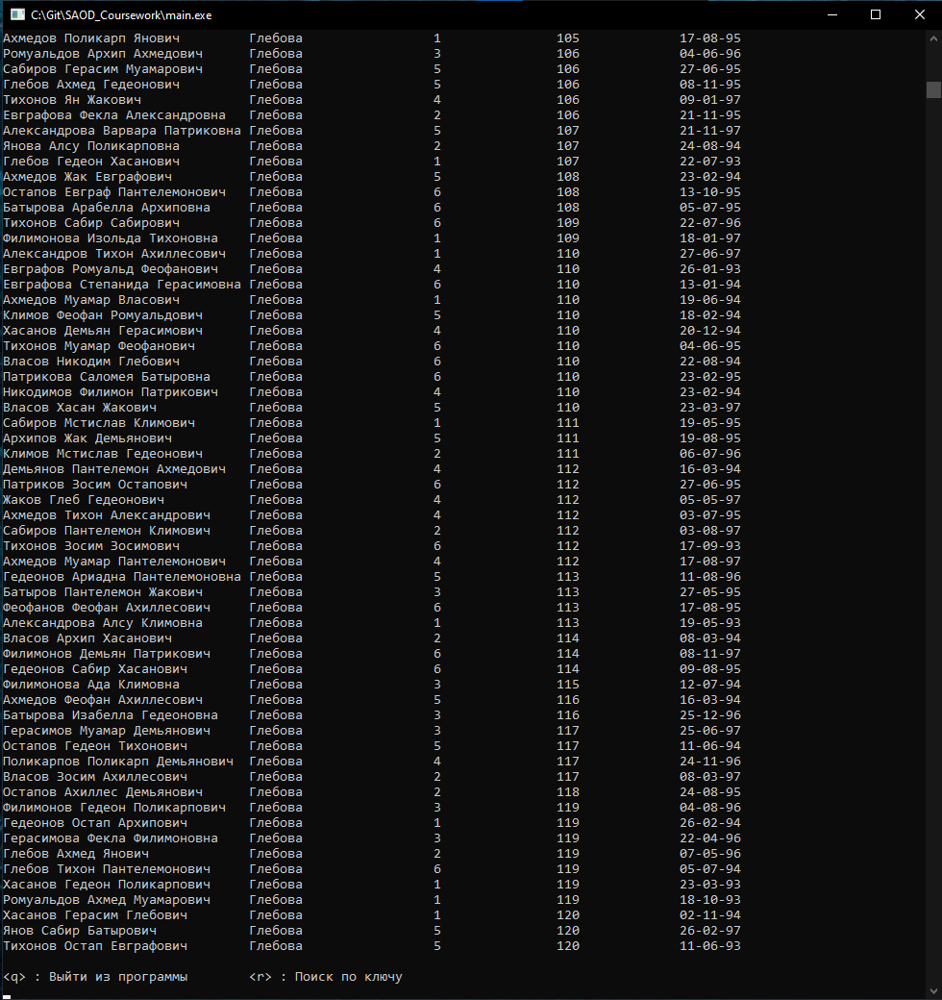 C:\Git\SAOD_Coursework\main.exe
Ахмедов Поликарп Янович Глебова 1 105 17-08-95
Ромуальдов Архип Ахмедович Глебова 3 106 04-06-96
Сабиров Герасим Муамарович Глебова 5 106 27-06-95
Глебов Ахмед Гедеонович Глебова 5 106 08-11-95
Тихонов Ян Жакович Глебова 4 106 09-01-97
Евграфова Фекла Александровна Глебова 2 106 21-11-95
Александрова Варвара Патриковна Глебова 5 107 21-11-97
Янова Алсу Поликарповна Глебова 2 107 24-08-94
Глебов Гедеон Хасанович Глебова 1 107 22-07-93
Ахмедов Жак Евграфович Глебова 5 108 23-02-94
Остапов Евграф Пантелемонович Глебова 6 108 13-10-95
Батырова Арабелла Архиповна Глебова 6 108 05-07-95
Тихонов Сабир Сабирович Глебова 6 109 22-07-96
Филимонова Изольда Тихоновна Глебова 1 109 18-01-97
Александров Тихон Ахиллесович Глебова 1 110 27-06-97
Евграфов Ромуальд Феофанович Глебова 4 110 26-01-93
Евграфова Степанида Герасимовна Глебова 6 110 13-01-94
Ахмедов Муамар Власович Глебова 1 110 19-06-94
Климов Феофан Ромуальдович Глебова 5 110 18-02-94
Хасанов Демьян Герасимович Глебова 4 110 20-12-94
Тихонов Муамар Феофанович Глебова 6 110 04-06-95
Власов Никодим Глебович Глебова 6 110 22-08-94
Патрикова Саломея Батыровна Глебова 6 110 23-02-95
Никодимов Филимон Патрикович Глебова 4 110 23-02-94
Власов Хасан Жакович Глебова 5 110 23-03-97
Сабиров Мстислав Климович Глебова 1 111 19-05-95
Архипов Жак Демьянович Глебова 5 111 19-08-95
Климов Мстислав Гедеонович Глебова 2 111 06-07-96
Демьянов Пантелемон Ахмедович Глебова 4 112 16-03-94
Патриков Зосим Остапович Глебова 6 112 27-06-95
Жаков Глеб Гедеонович Глебова 4 112 05-05-97
Ахмедов Тихон Александрович Глебова 4 112 03-07-95
Сабиров Пантелемон Климович Глебова 2 112 03-08-97
Тихонов Зосим Зосимович Глебова 6 112 17-09-93
Ахмедов Муамар Пантелемонович Глебова 4 112 17-08-97
Гедеонов Ариадна Пантелемоновна Глебова 5 113 11-08-96
Батыров Пантелемон Жакович Глебова 3 113 27-05-95
Феофанов Феофан Ахиллесович Глебова 6 113 17-08-95
Александрова Алсу Климовна Глебова 1 113 19-05-93
Власов Архип Хасанович Глебова 2 114 08-03-94
Филимонов Демьян Патрикович Глебова 6 114 08-11-97
Гедеонов Сабир Хасанович Глебова 6 114 09-08-95
Филимонова Ада Климовна Глебова 3 115 12-07-94
Ахмедов Феофан Ахиллесович Глебова 5 116 16-03-94
Батырова Изабелла Гедеоновна Глебова 3 116 25-12-96
Герасимов Муамар Демьянович Глебова 3 117 25-06-97
Остапов Гедеон Тихонович Глебова 5 117 11-06-94
Поликарпов Поликарп Демьянович Глебова 4 117 24-11-96
Власов Зосим Ахиллесович Глебова 2 117 08-03-97
Остапов Ахиллес Демьянович Глебова 2 118 24-08-95
Филимонов Гедеон Поликарпович Глебова 3 119 04-08-96
Гедеонов Остап Архипович Глебова 1 119 26-02-94
Герасимова Фекла Филимоновна Глебова 3 119 22-04-96
Глебов Ахмед Янович Глебова 2 119 07-05-96
Глебов Тихон Пантелемонович Глебова 6 119 05-07-94
Хасанов Гедеон Поликарпович Глебова 1 119 23-03-93
Ромуальдов Ахмед Муамарович Глебова 1 119 18-10-93
Хасанов Герасим Глебович Глебова 1 120 02-11-94
Янов Сабир Батырович Глебова 5 120 26-02-97
Тихонов Остап Евграфович Глебова 5 120 11-06-93
<q> : Выйти из программы <r> : Поиск по ключу